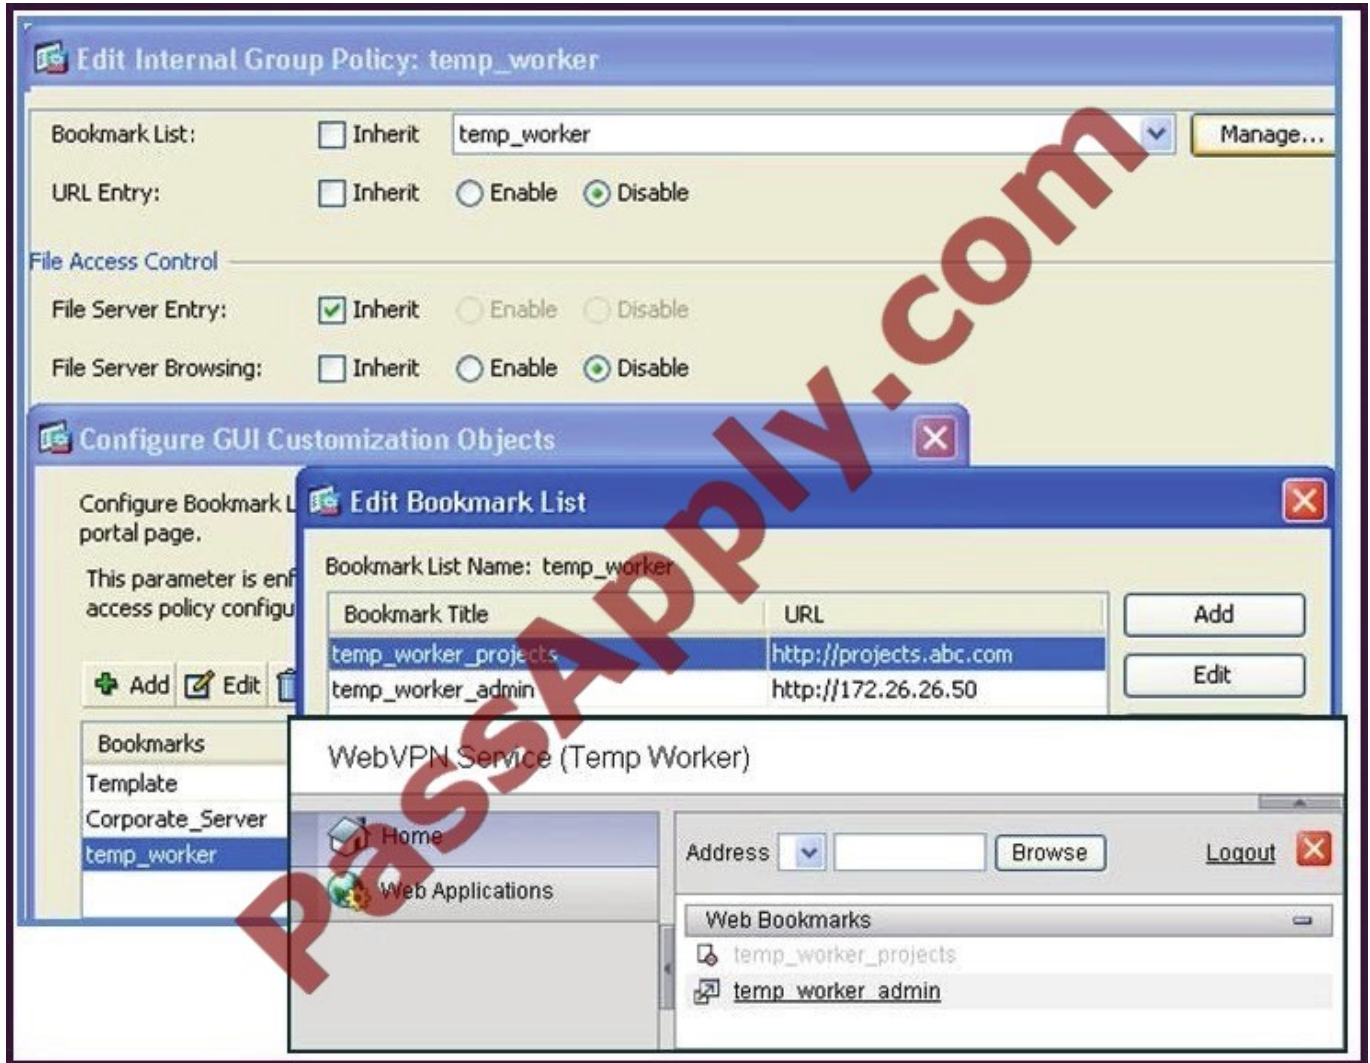 Edit Internal Group Policy: temp_worker
Bookmark List: Inherit temp_worker Manage...
URL Entry: Inherit Enable Disable
File Access Control
File Server Entry: Inherit Enable Disable
File Server Browsing: Inherit Enable Disable
Configure GUI Customization Objects
Configure Bookmark L
portal page.
This parameter is enf
access policy configu
Add Edit
Bookmarks
Template
Corporate_Server
temp_worker
Edit Bookmark List
Bookmark List Name: temp_worker
Bookmark Title URL
temp_worker_projects http://projects.abc.com
temp_worker_admin http://172.26.26.50
Add
Edit
WebVPN Service (Temp Worker)
Home
Web Applications
Address Browse Logout
Web Bookmarks
temp_worker_projects
temp_worker_admin
PassApply.com